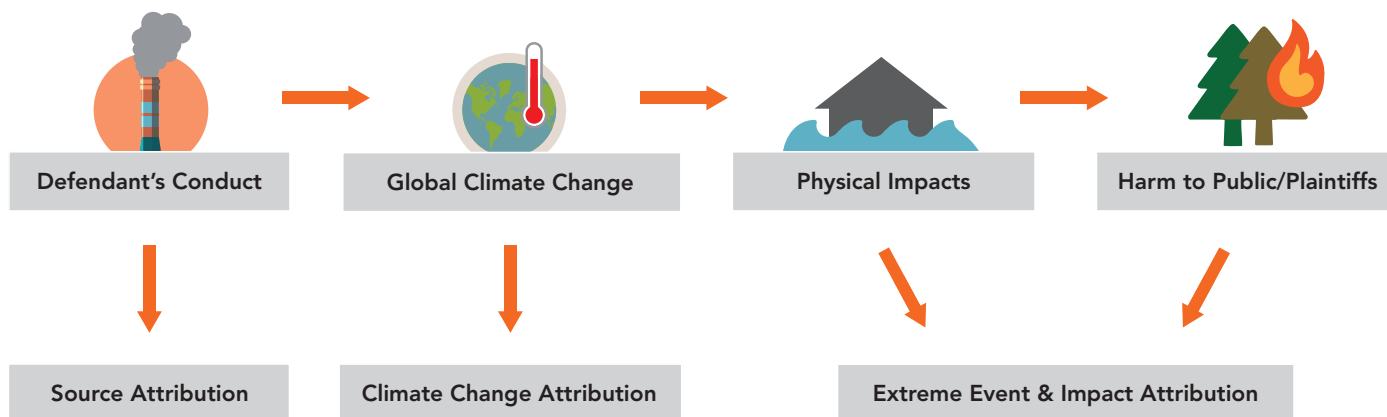 Defendant’s Conduct
Global Climate Change
Physical Impacts
Harm to Public/Plaintiffs
Source Attribution
Climate Change Attribution
Extreme Event & Impact Attribution